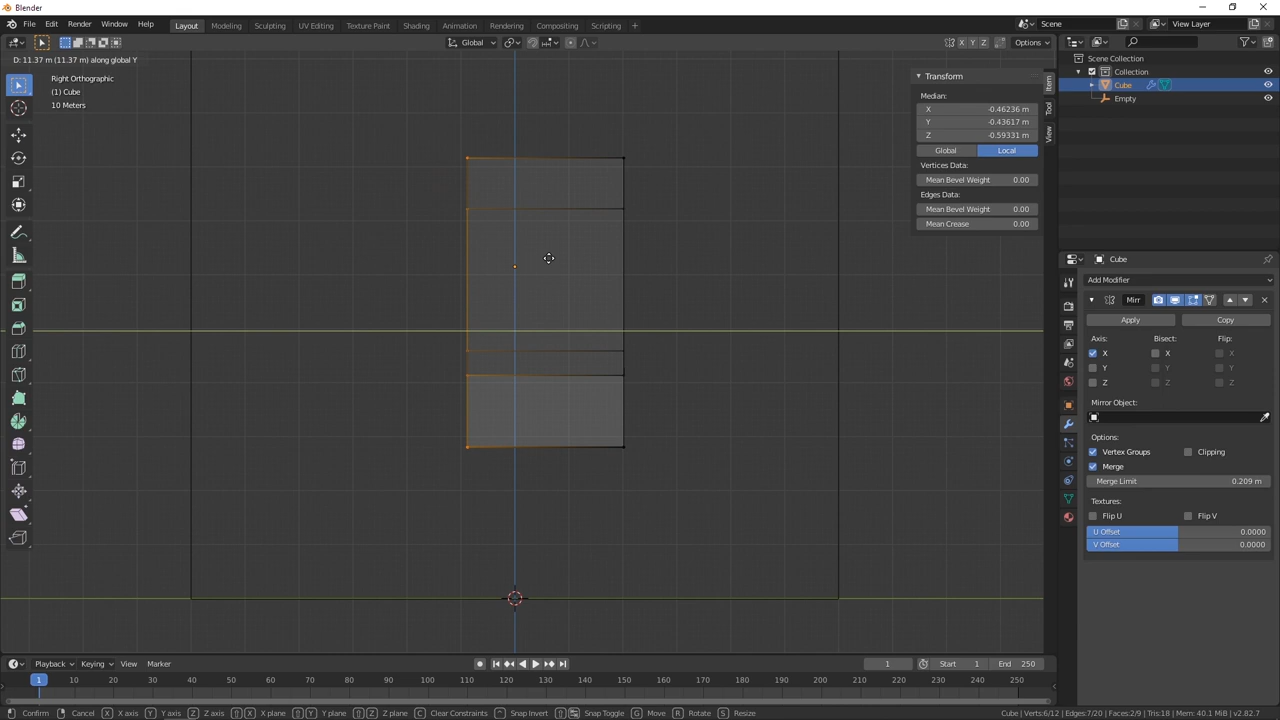 Blender
File Edit Render Window Help Layout Modeling Sculpting UV Editing Texture Paint Shading Animation Rendering Compositing Scripting + Scene View Layer
Global X Y Z Options
D: 11.37 m (11.37 m) along global Y
Right Orthographic
(1) Cube
10 Meters
Transform
Median:
X -0.46236 m
Y -0.43617 m
Z -0.59331 m
Global Local
Vertices Data:
Mean Bevel Weight 0.00
Edges Data:
Mean Bevel Weight 0.00
Mean Crease 0.00
Item
Tool
View
Scene Collection
Collection
Cube
Empty
Cube
Add Modifier
Mirr
Apply Copy
Axis: Bisect: Flip:
X X X
Y Y Y
Z Z Z
Mirror Object:
Options:
Vertex Groups Clipping
Merge
Merge Limit 0.209 m
Textures:
Flip U Flip V
U Offset 0.0000
V Offset 0.0000
Playback Keying View Marker 1 Start 1 End 250
1 10 20 30 40 50 60 70 80 90 100 110 120 130 140 150 160 170 180 190 200 210 220 230 240 250
Confirm Cancel X X axis Y Y axis Z Z axis X X plane Y Y plane Z Z plane C Clear Constraints Snap Invert Snap Toggle G Move R Rotate S Resize Cube | Verts:6/12 | Edges:7/20 | Faces:2/9 | Tris:18 | Mem: 40.1 MiB | v2.82.7